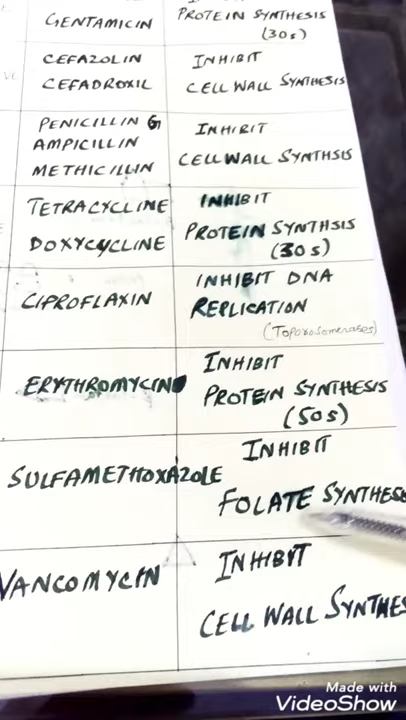 GENTAMICIN
PROTEIN SYNTHESIS
(30s)
CEFAZOLIN
CEFADROXIL
INHIBIT
CELL WALL SYNTHESIS
PENICILLIN G
AMPICILLIN
METHICILLIN
INHIBIT
CELL WALL SYNTHSIS
TETRACYCLINE
DOXYCYCLINE
INHIBIT
PROTEIN SYNTHSIS
(30s)
CIPROFLAXIN
INHIBIT DNA
REPLICATION
(Toporosomerases)
ERYTHROMYCIN
INHIBIT
PROTEIN SYNTHESIS
(50s)
SULFAMETHOXAZOLE
INHIBIT
FOLATE SYNTHES
VANCOMYCIN
INHIBIT
CELL WALL SYNTHES
Made with
VideoShow